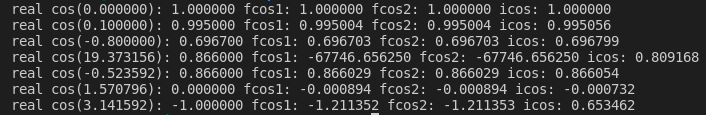 real cos(0.000000): 1.000000 fcos1: 1.000000 fcos2: 1.000000 icos: 1.000000
real cos(0.100000): 0.995000 fcos1: 0.995004 fcos2: 0.995004 icos: 0.995056
real cos(-0.800000): 0.696700 fcos1: 0.696703 fcos2: 0.696703 icos: 0.696799
real cos(19.373156): 0.866000 fcos1: -67746.656250 fcos2: -67746.656250 icos: 0.809168
real cos(-0.523592): 0.866000 fcos1: 0.866029 fcos2: 0.866029 icos: 0.866054
real cos(1.570796): 0.000000 fcos1: -0.000894 fcos2: -0.000894 icos: -0.000732
real cos(3.141592): -1.000000 fcos1: -1.211352 fcos2: -1.211353 icos: 0.653462